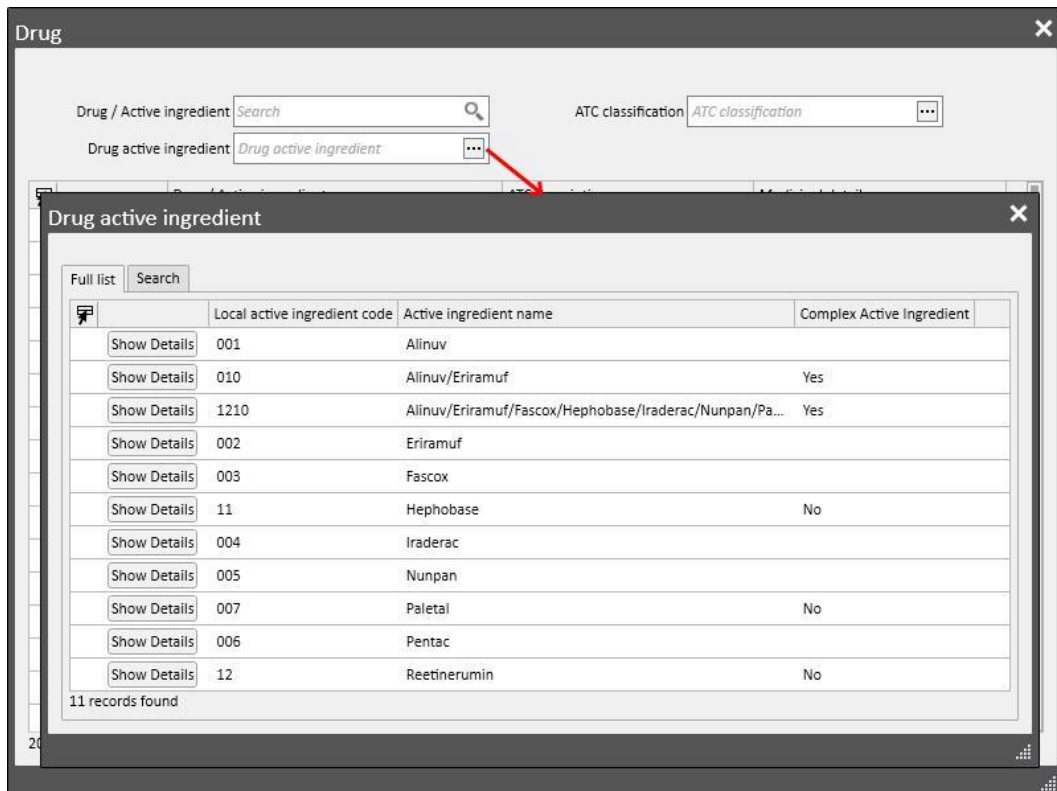 Drug
Drug / Active ingredient Search ATC classification ATC classification ...
Drug active ingredient Drug active ingredient ...
Drug active ingredient
Full list Search
Local active ingredient code Active ingredient name Complex Active Ingredient
Show Details 001 Alinuv
Show Details 010 Alinuv/Eriramuf Yes
Show Details 1210 Alinuv/Eriramuf/Fascox/Hephobase/Iraderac/Nunpan/Pa... Yes
Show Details 002 Eriramuf
Show Details 003 Fascox
Show Details 11 Hephobase No
Show Details 004 Iraderac
Show Details 005 Nunpan
Show Details 007 Paletal No
Show Details 006 Pentac
Show Details 12 Reetinerumin No
11 records found